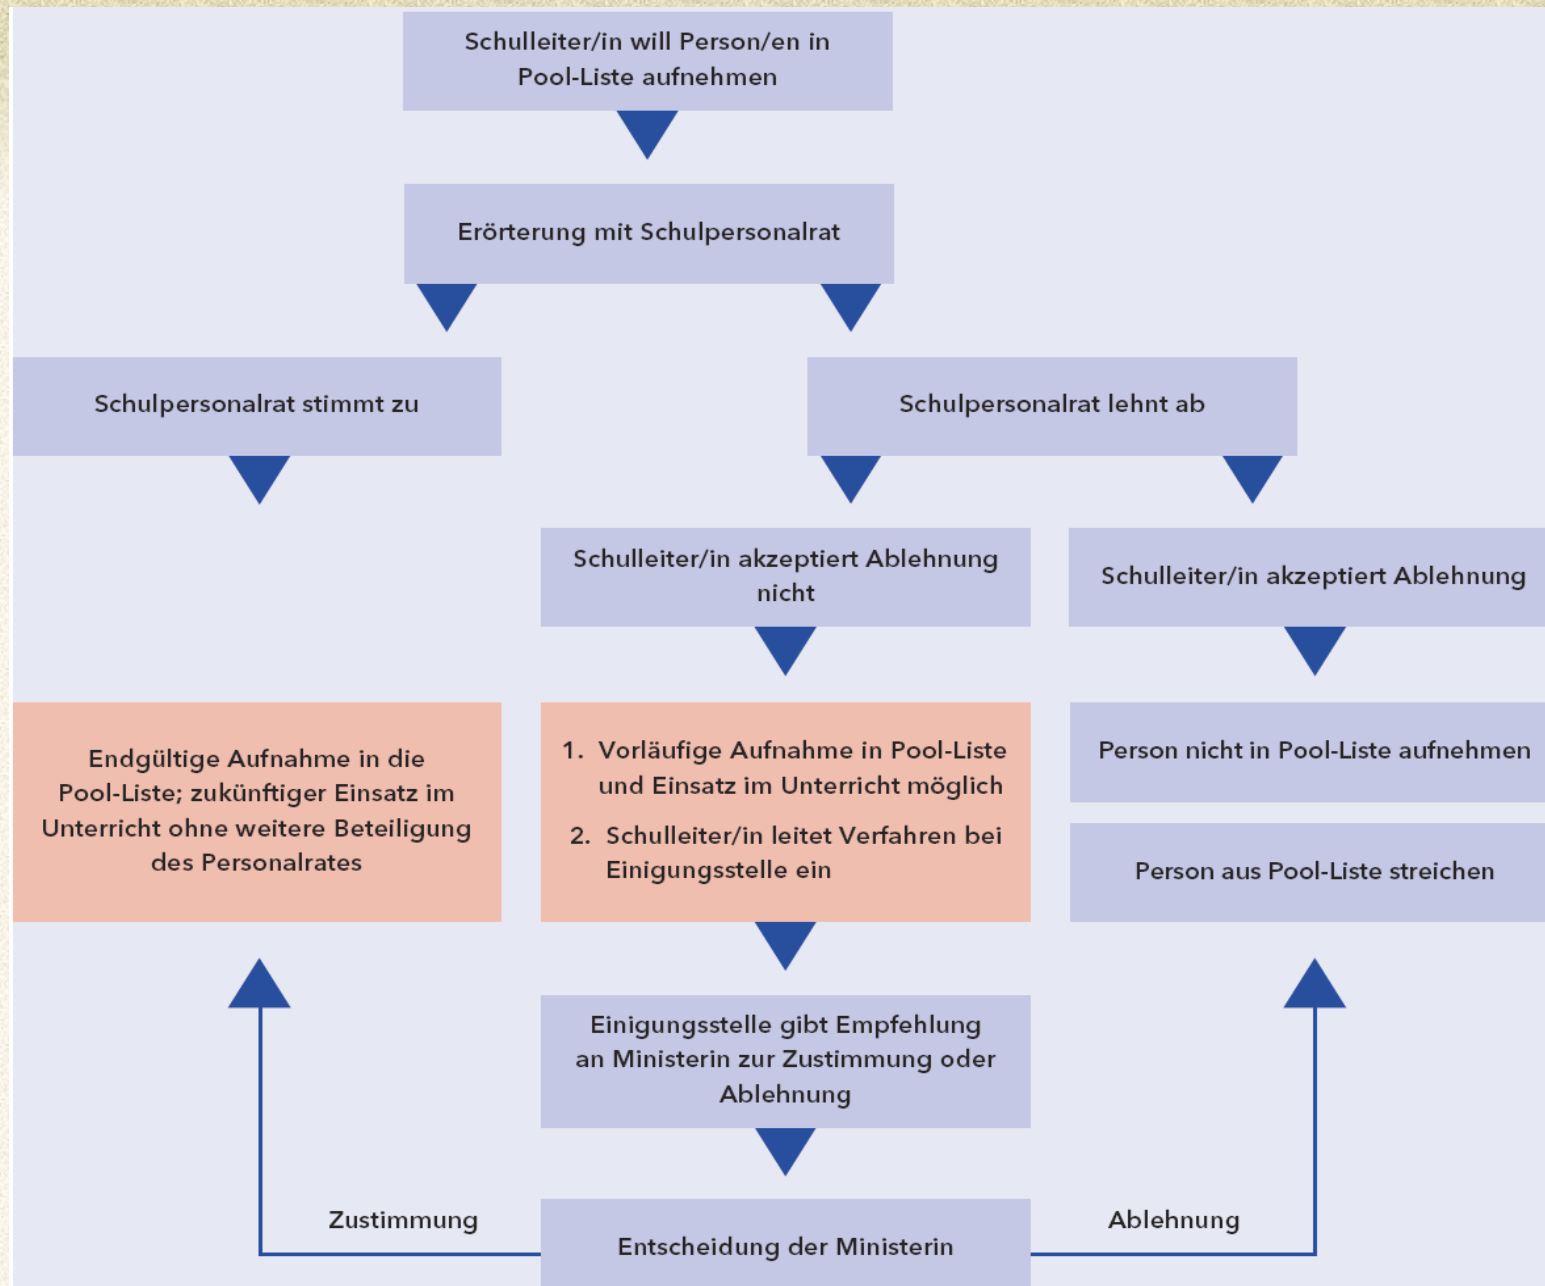 Schulleiter/in will Person/en in
Pool-Liste aufnehmen
Erörterung mit Schulpersonalrat
Schulpersonalrat stimmt zu
Schulpersonalrat lehnt ab
Schulleiter/in akzeptiert Ablehnung
nicht
Schulleiter/in akzeptiert Ablehnung
Endgültige Aufnahme in die
Pool-Liste; zukünftiger Einsatz im
Unterricht ohne weitere Beteiligung
des Personalrates
1. Vorläufige Aufnahme in Pool-Liste
und Einsatz im Unterricht möglich
2. Schulleiter/in leitet Verfahren bei
Einigungsstelle ein
Person nicht in Pool-Liste aufnehmen
Person aus Pool-Liste streichen
Einigungsstelle gibt Empfehlung
an Ministerin zur Zustimmung oder
Ablehnung
Zustimmung
Entscheidung der Ministerin
Ablehnung